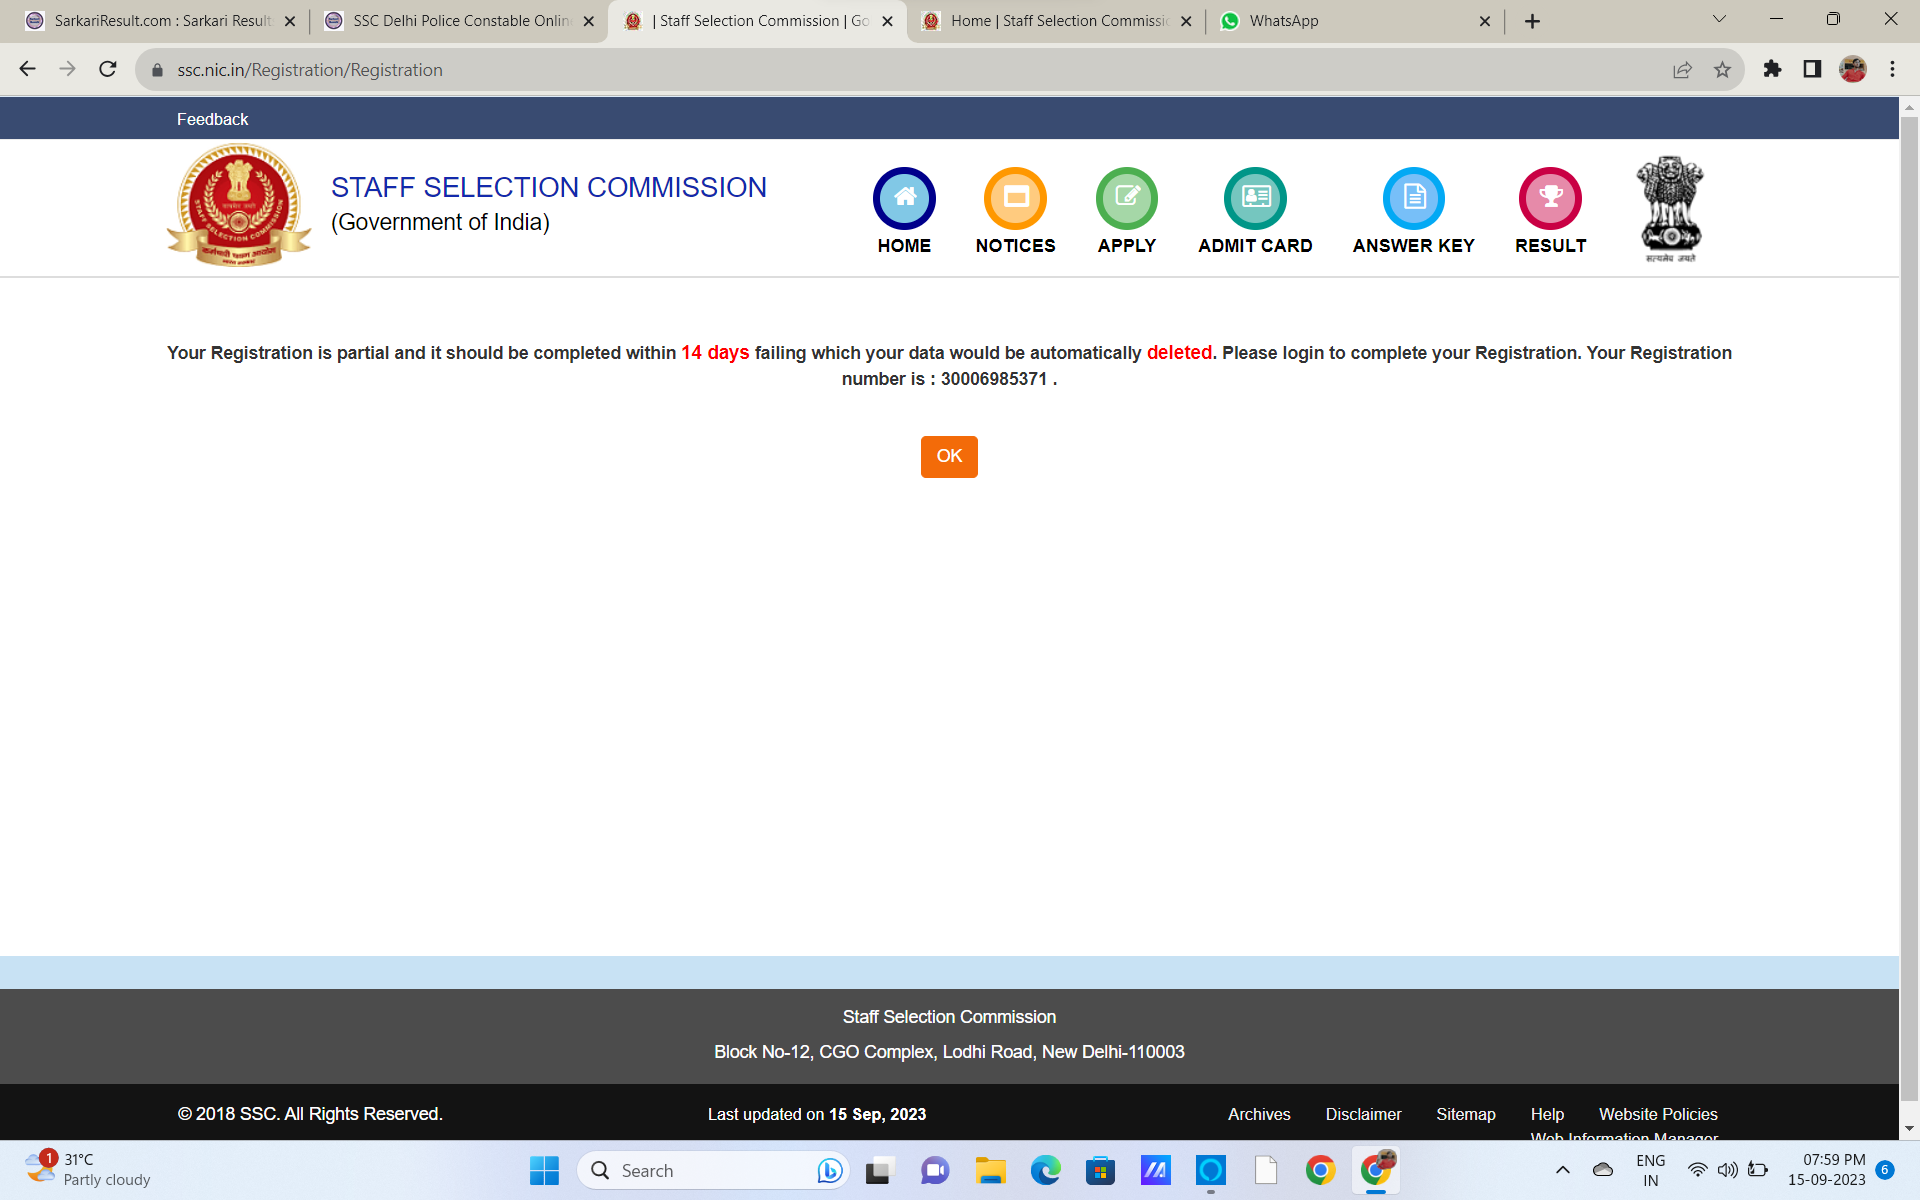 SarkariResult.com : Sarkari Result
SSC Delhi Police Constable Onlin
| Staff Selection Commission | Go
Home | Staff Selection Commissio
WhatsApp
ssc.nic.in/Registration/Registration
Feedback
STAFF SELECTION COMMISSION
(Government of India)
HOME
NOTICES
APPLY
ADMIT CARD
ANSWER KEY
RESULT
सत्यमेव जयते
Your Registration is partial and it should be completed within 14 days failing which your data would be automatically deleted. Please login to complete your Registration. Your Registration
number is : 30006985371 .
OK
Staff Selection Commission
Block No-12, CGO Complex, Lodhi Road, New Delhi-110003
© 2018 SSC. All Rights Reserved.
Last updated on 15 Sep, 2023
Archives
Disclaimer
Sitemap
Help
Website Policies
Web Information Manager
1
31°C
Partly cloudy
Search
ENG
IN
07:59 PM
15-09-2023
6